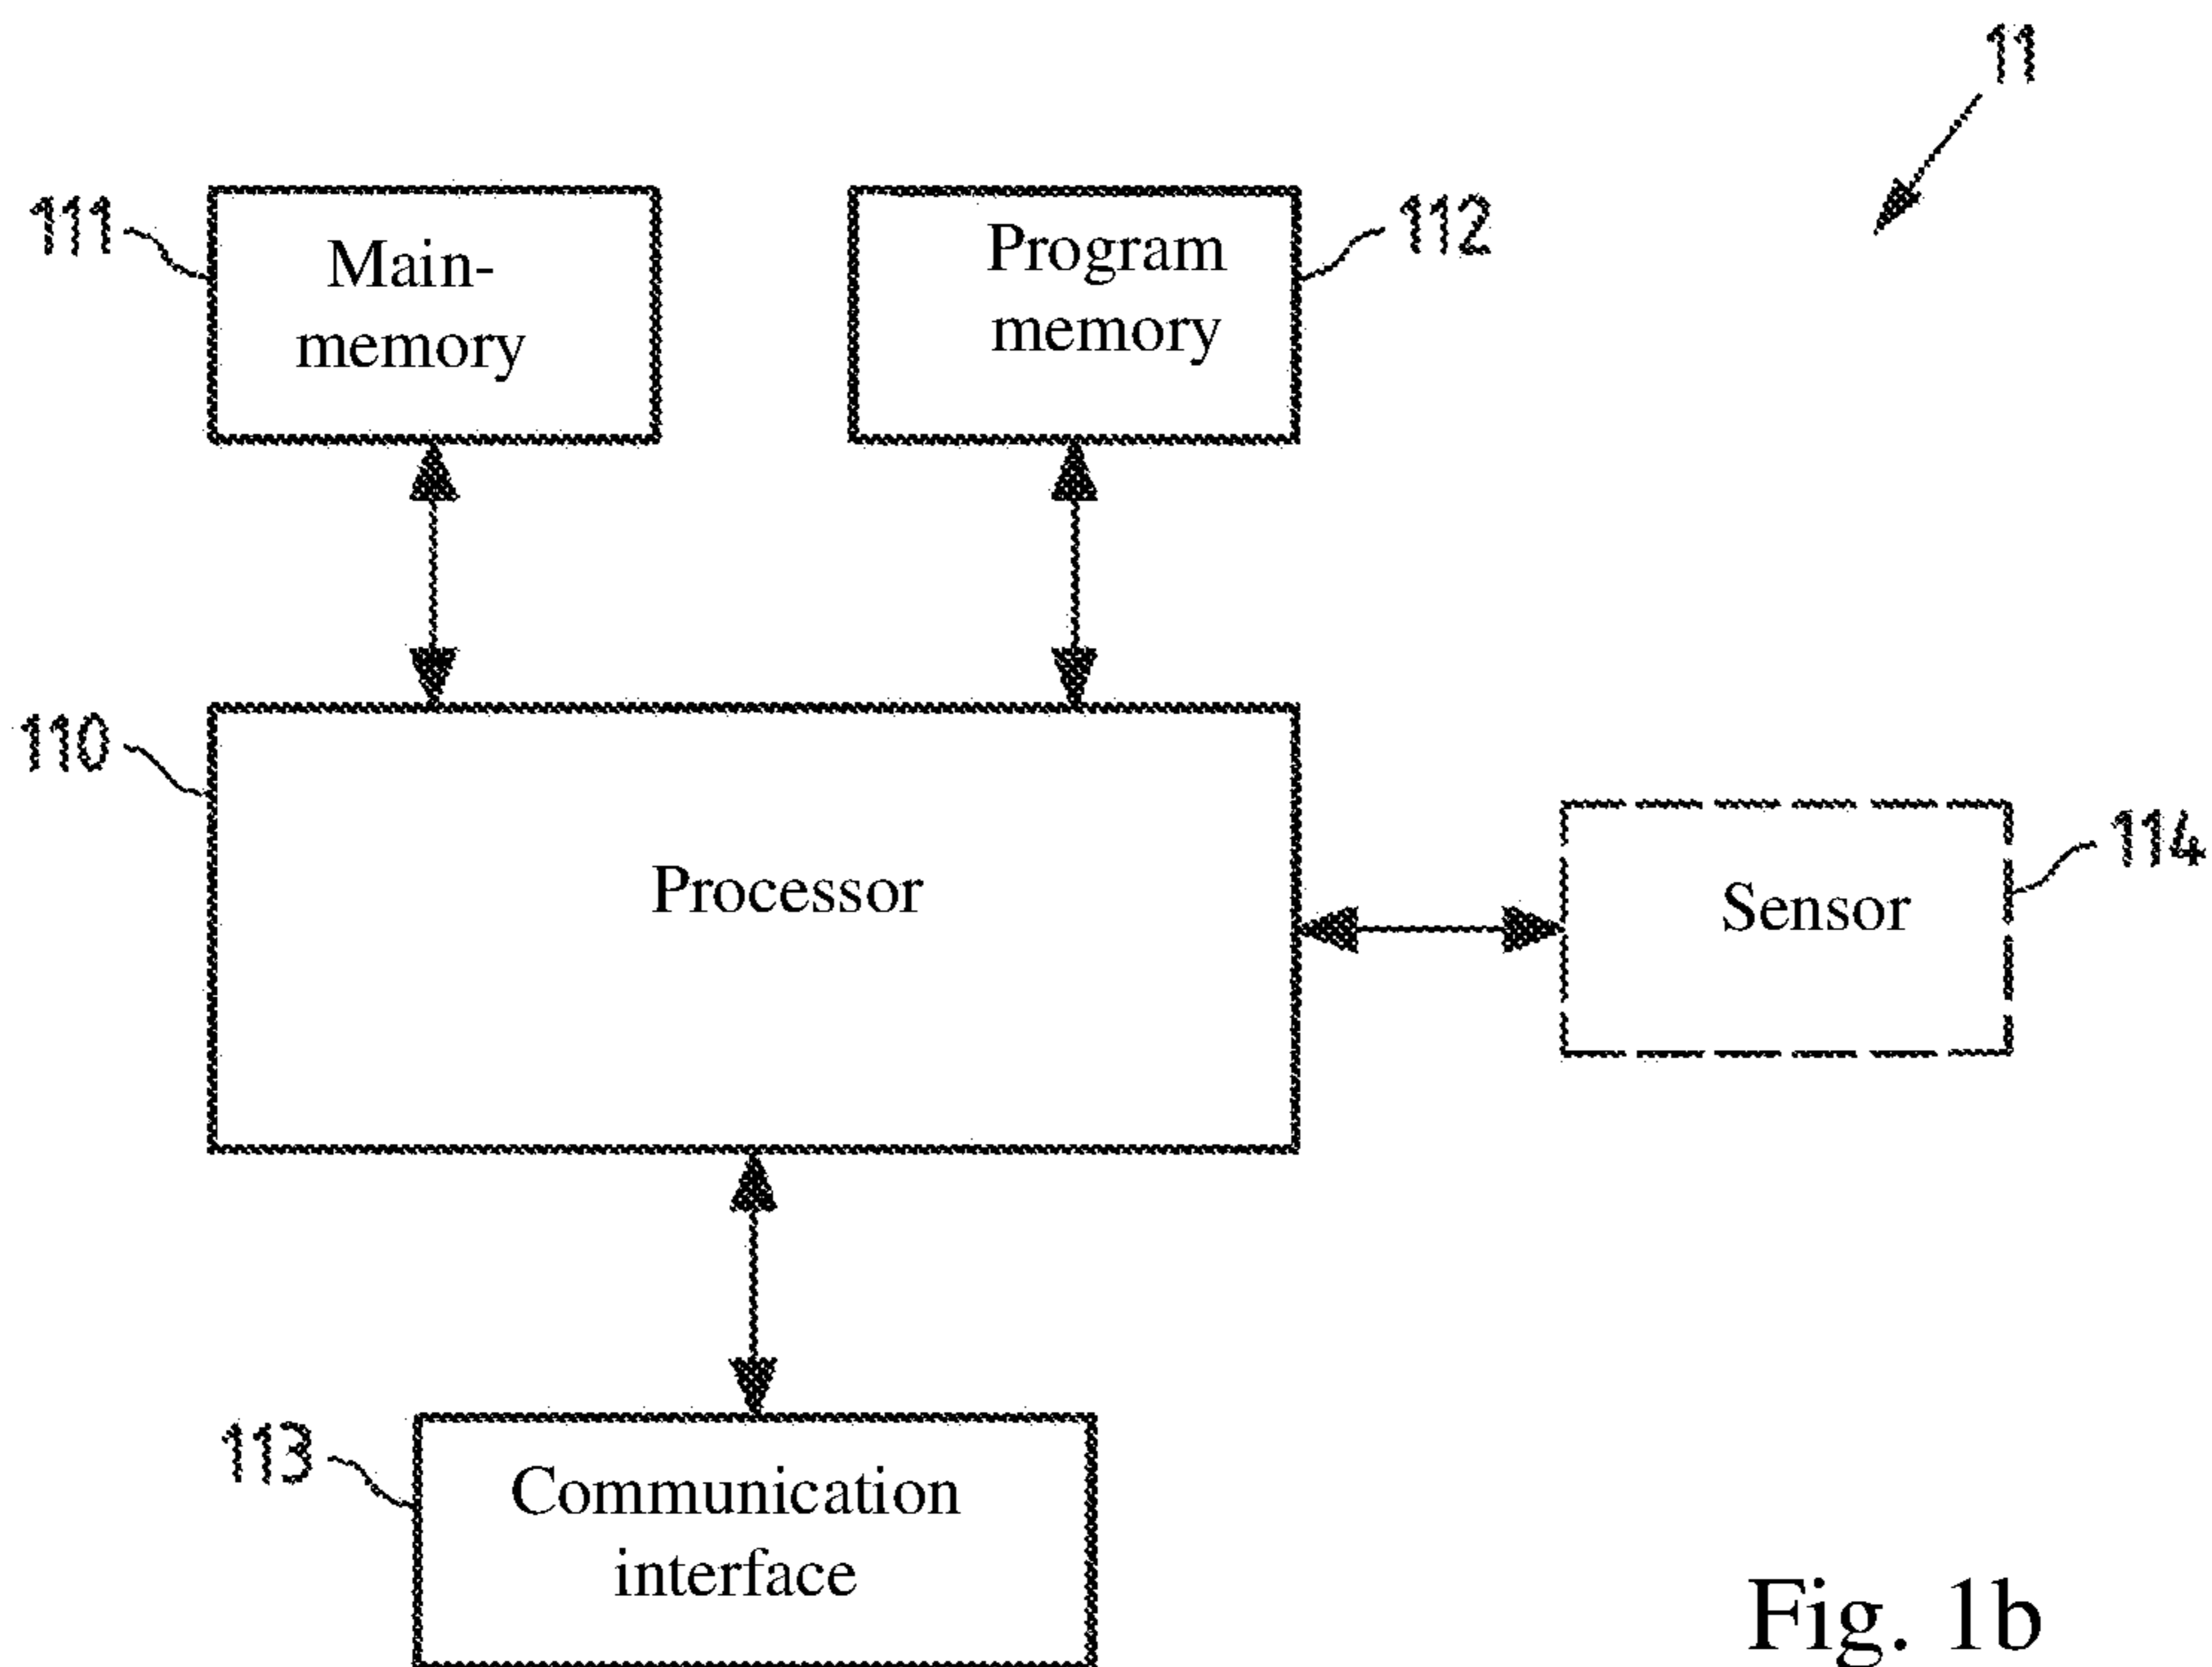 11
111
Main-
memory
Program
memory
112
110
Processor
Sensor
114
113
Communication
interface
Fig. 1b